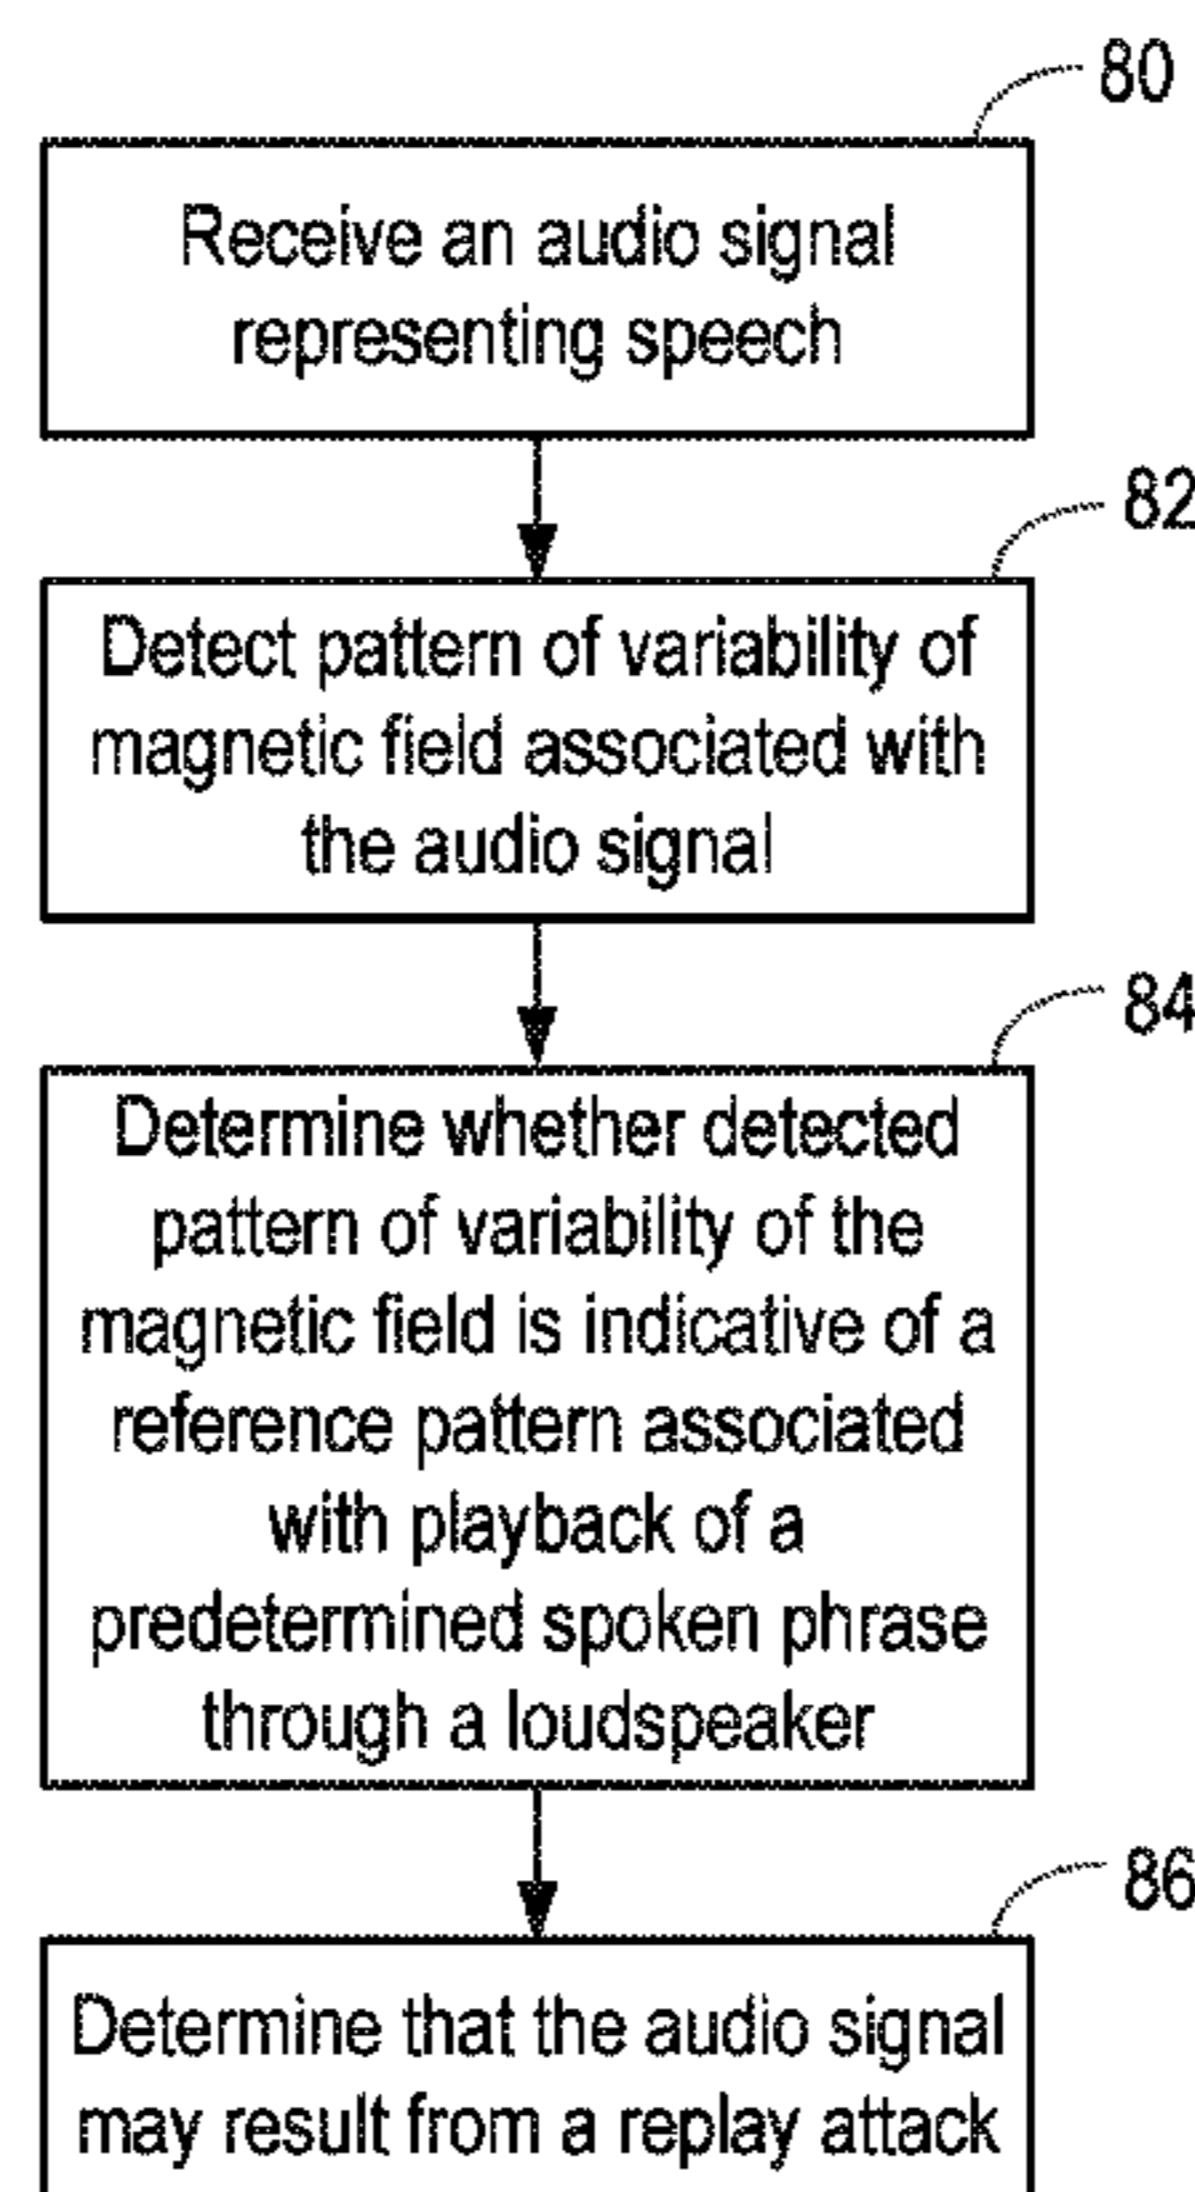 80
Receive an audio signal
representing speech
82
Detect pattern of variability of
magnetic field associated with
the audio signal
84
Determine whether detected
pattern of variability of the
magnetic field is indicative of a
reference pattern associated
with playback of a
predetermined spoken phrase
through a loudspeaker
86
Determine that the audio signal
may result from a replay attack